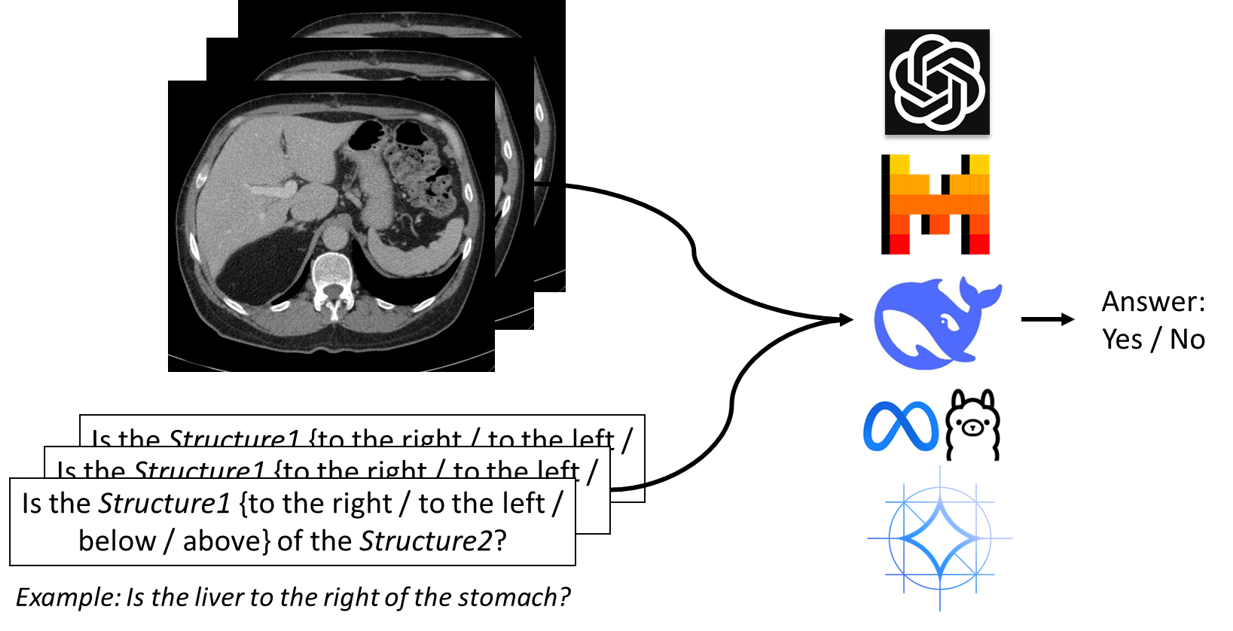 Is the Structure1 {to the right / to the left /
Is the Structure1 {to the right / to the left /
Is the Structure1 {to the right / to the left /
below / above} of the Structure2?
Example: Is the liver to the right of the stomach?
Answer:
Yes / No